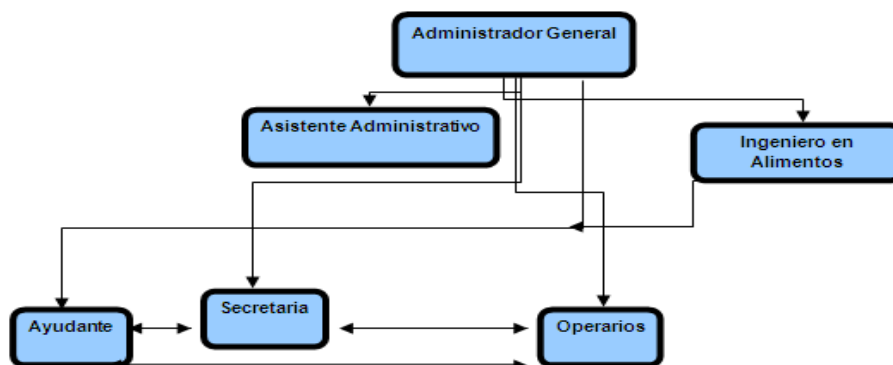 Administrador General
Asistente Administrativo
Ingeniero en
Alimentos
Ayudante
Secretaria
Operarios